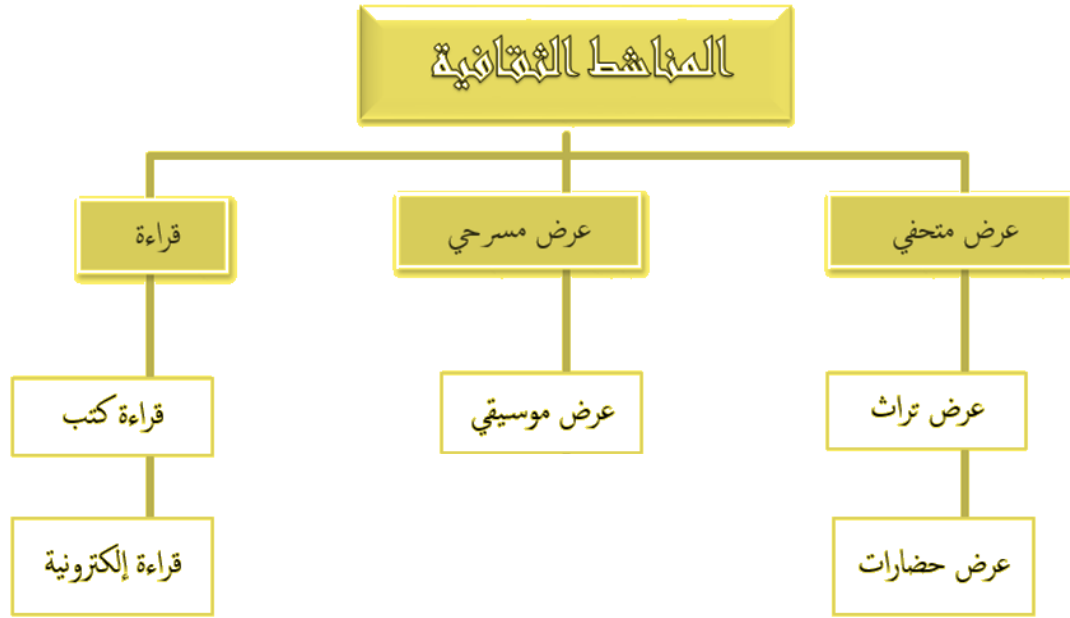 المناشط الثقافية
عرض متحفي
عرض مسرحي
قراءة
عرض تراث
عرض موسيقي
قراءة كتب
عرض حضارات
قراءة إلكترونية